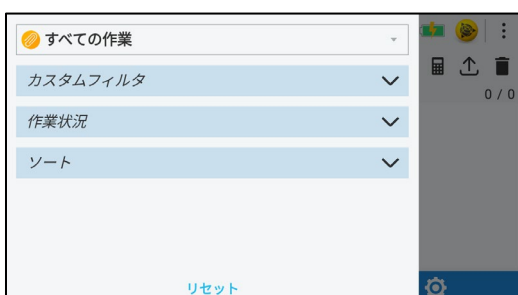 すべての作業
カスタムフィルタ
作業状況
ソート
0 / 0
リセット